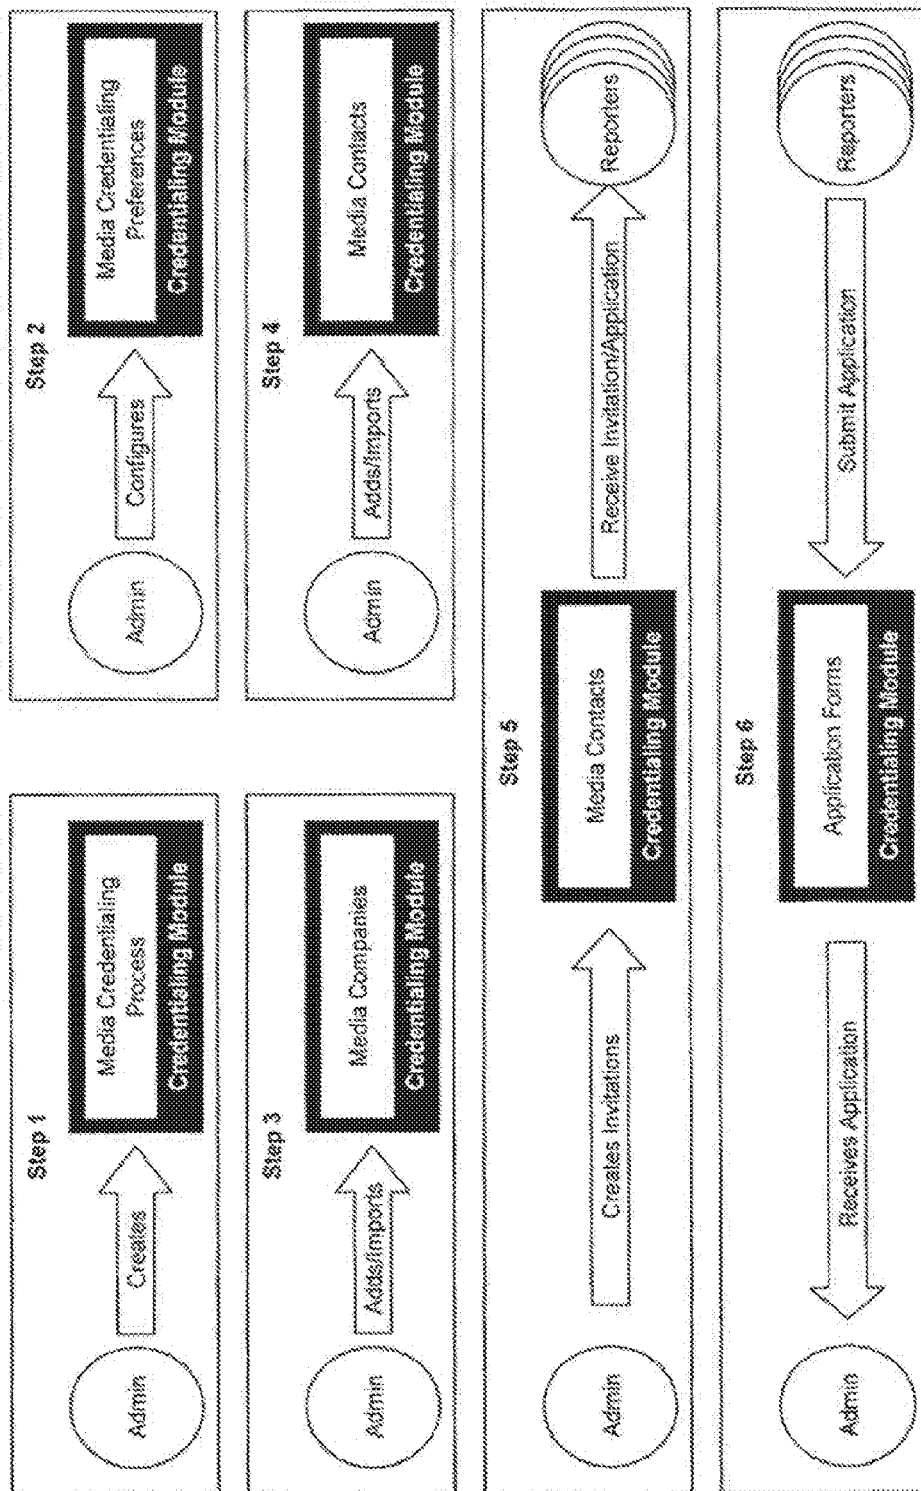 Step 1
Admin
Creates
Media Credentialing
Process
Credentialing Module
Step 2
Admin
Configures
Media Credentialing
Preferences
Credentialing Module
Step 3
Admin
Adds/Imports
Media Companies
Credentialing Module
Step 4
Admin
Adds/Imports
Media Contacts
Credentialing Module
Step 5
Admin
Creates Invitations
Media Contacts
Credentialing Module
Receive Invitation/Application
Reporters
Step 6
Admin
Receives Application
Application Forms
Credentialing Module
Submit Application
Reporters